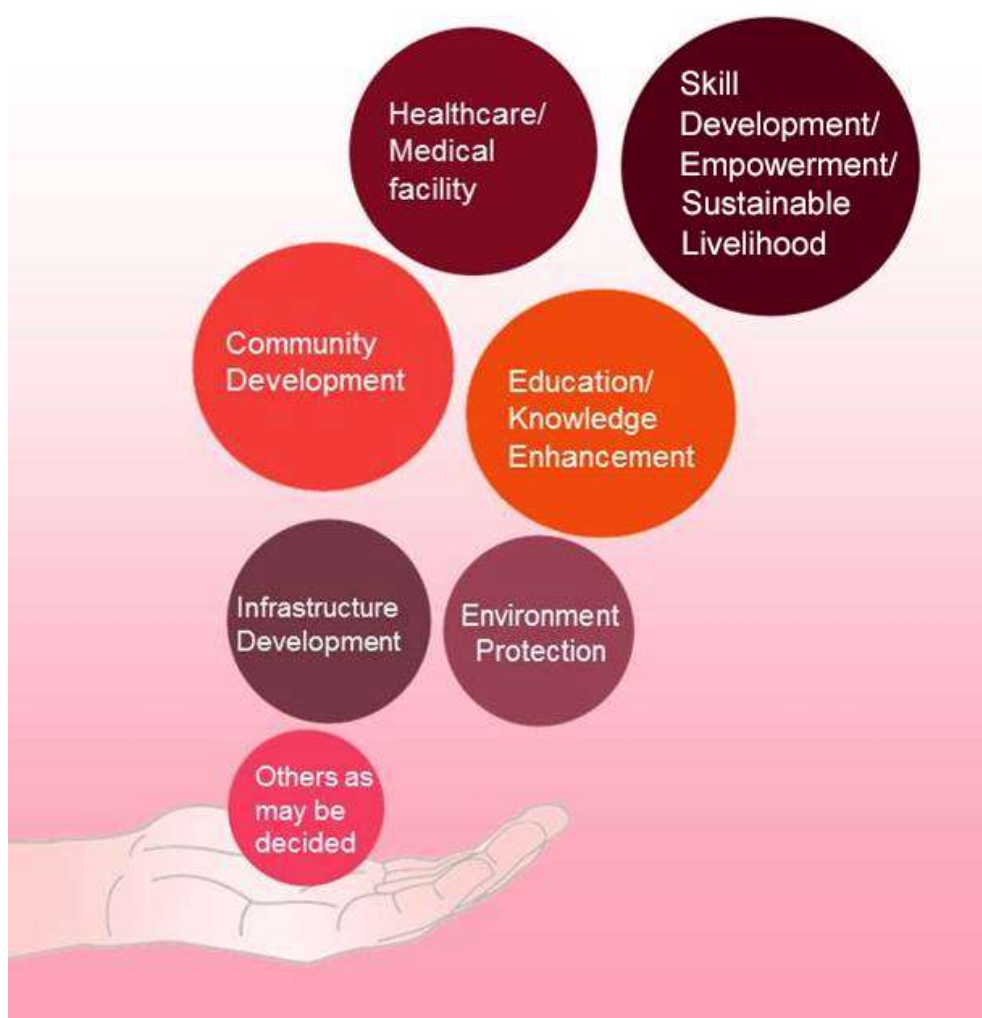 Healthcare/
Medical
facility
Skill
Development/
Empowerment/
Sustainable
Livelihood
Community
Development
Education/
Knowledge
Enhancement
Infrastructure
Development
Environment
Protection
Others as
may be
decided